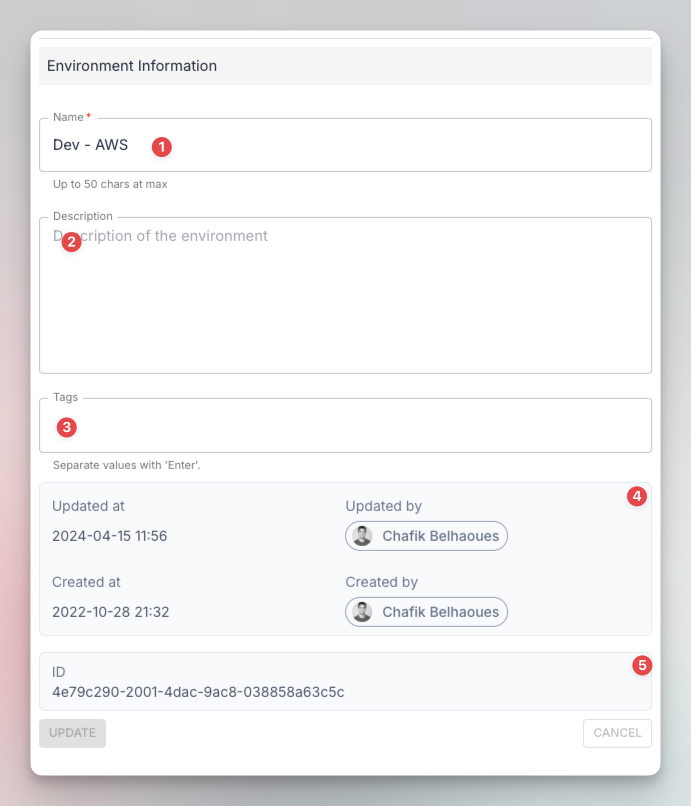 Environment Information
Name *
Dev - AWS 1
Up to 50 chars at max
Description
2 cription of the environment
Tags
3
Separate values with 'Enter'.
4
Updated at Updated by
2024-04-15 11:56 Chafik Belhaoues
Created at Created by
2022-10-28 21:32 Chafik Belhaoues
5
ID
4e79c290-2001-4dac-9ac8-038858a63c5c
UPDATE CANCEL